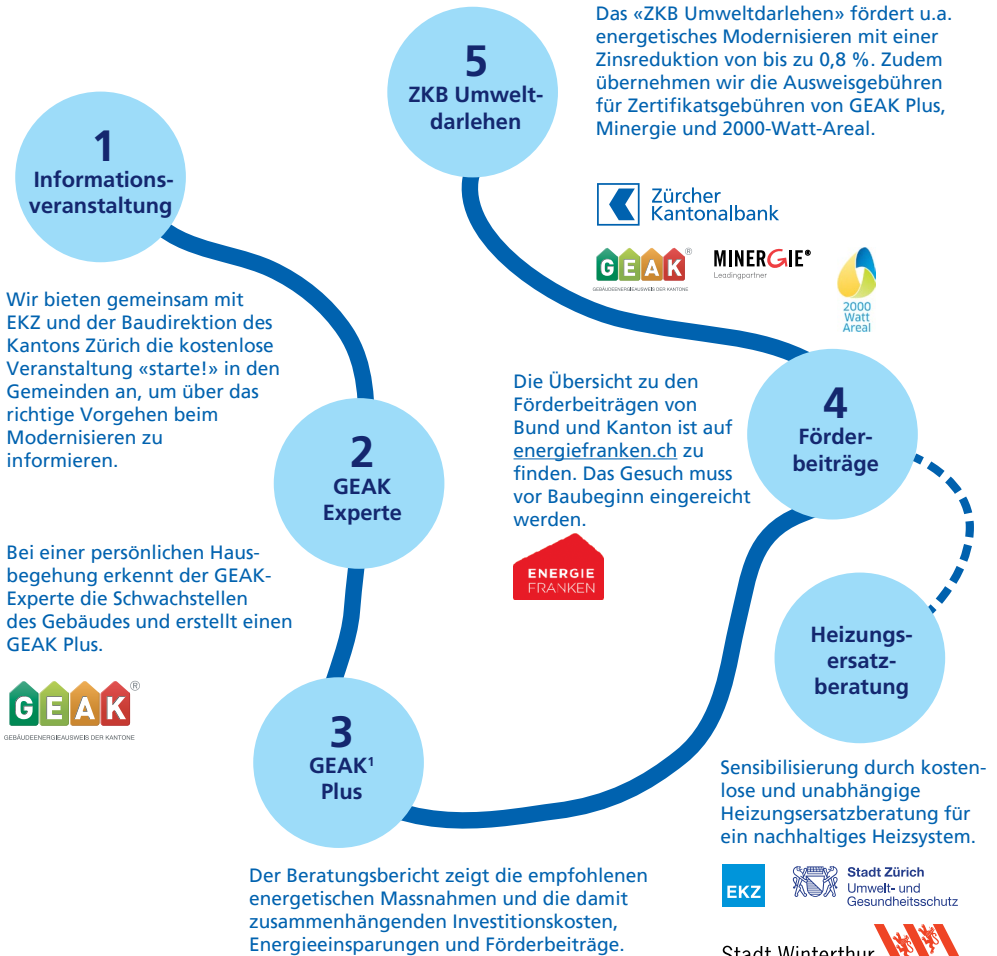 1
Informations-
veranstaltung
Wir bieten gemeinsam mit
EKZ und der Baudirektion des
Kantons Zürich die kostenlose
Veranstaltung «starte!» in den
Gemeinden an, um über das
richtige Vorgehen beim
Modernisieren zu
informieren.
2
GEAK
Experte
Bei einer persönlichen Haus-
begehung erkennt der GEAK-
Experte die Schwachstellen
des Gebäudes und erstellt einen
GEAK Plus.
GEAK®
GEBÄUDEENERGIEAUSWEIS DER KANTONE
3
GEAK¹
Plus
Der Beratungsbericht zeigt die empfohlenen
energetischen Massnahmen und die damit
zusammenhängenden Investitionskosten,
Energieeinsparungen und Förderbeiträge.
4
Förder-
beiträge
Die Übersicht zu den
Förderbeiträgen von
Bund und Kanton ist auf
energiefranken.ch zu
finden. Das Gesuch muss
vor Baubeginn eingereicht
werden.
ENERGIE
FRANKEN
Heizungs-
ersatz-
beratung
Sensibilisierung durch kosten-
lose und unabhängige
Heizungsersatzberatung für
ein nachhaltiges Heizsystem.
EKZ
Stadt Zürich
Umwelt- und
Gesundheitsschutz
Stadt Winterthur
5
ZKB Umwelt-
darlehen
Das «ZKB Umweltdarlehen» fördert u.a.
energetisches Modernisieren mit einer
Zinsreduktion von bis zu 0,8 %. Zudem
übernehmen wir die Ausweisgebühren
für Zertifikatsgebühren von GEAK Plus,
Minergie und 2000-Watt-Areal.
Zürcher
Kantonalbank
GEAK®
GEBÄUDEENERGIEAUSWEIS DER KANTONE
MINERGIE®
Leadingpartner
2000
Watt
Areal